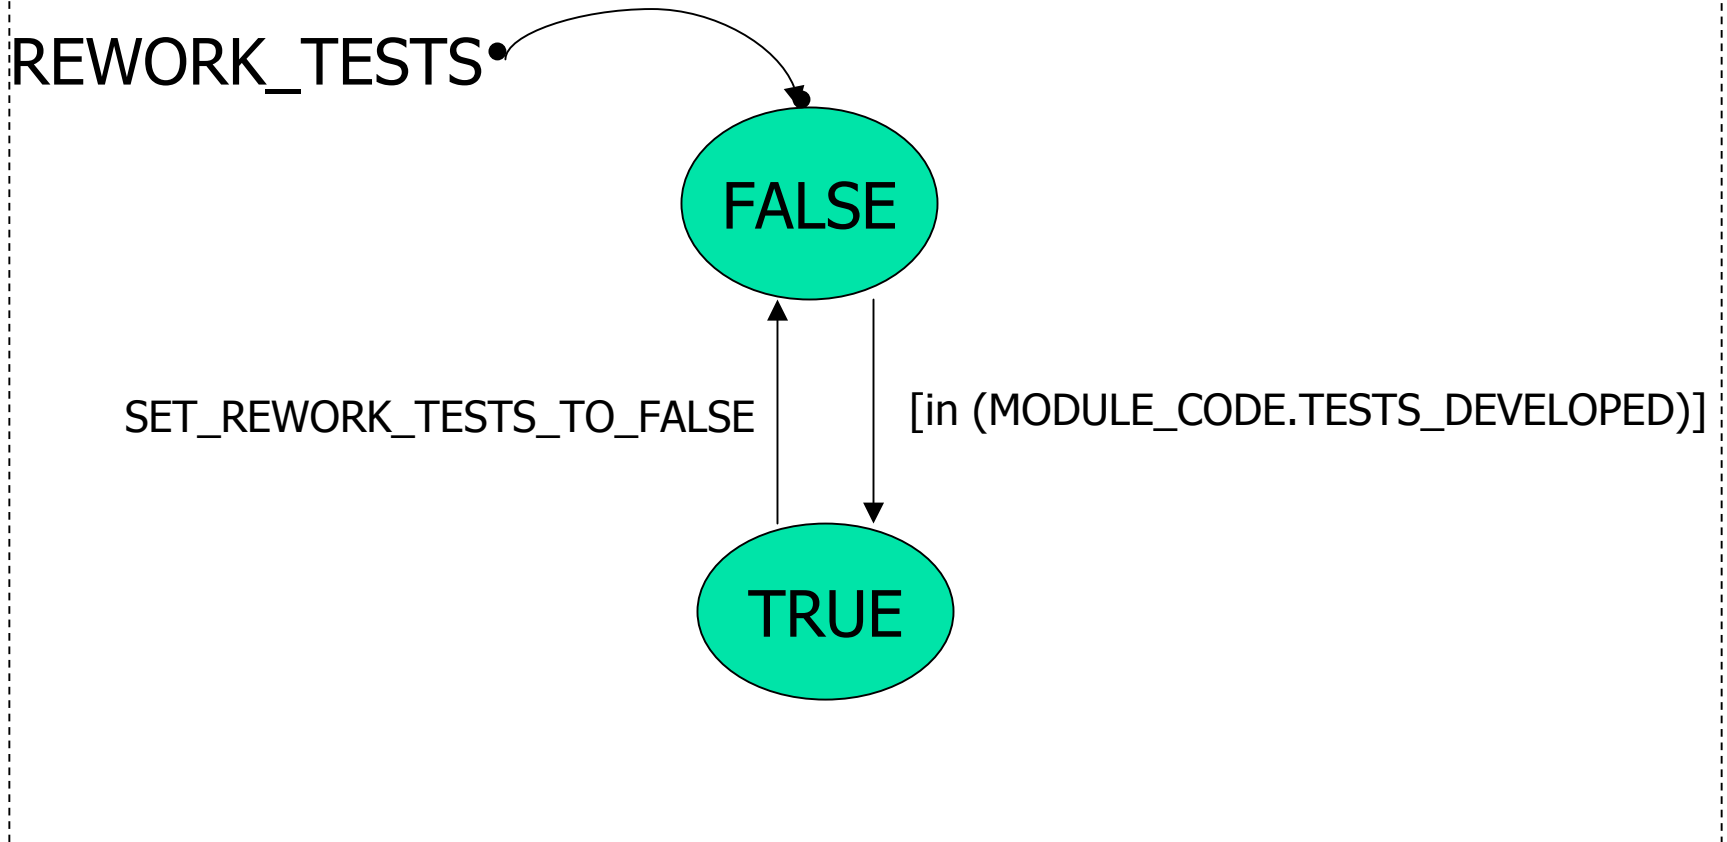 REWORK_TESTS
FALSE
SET_REWORK_TESTS_TO_FALSE
[in (MODULE_CODE.TESTS_DEVELOPED)]
TRUE